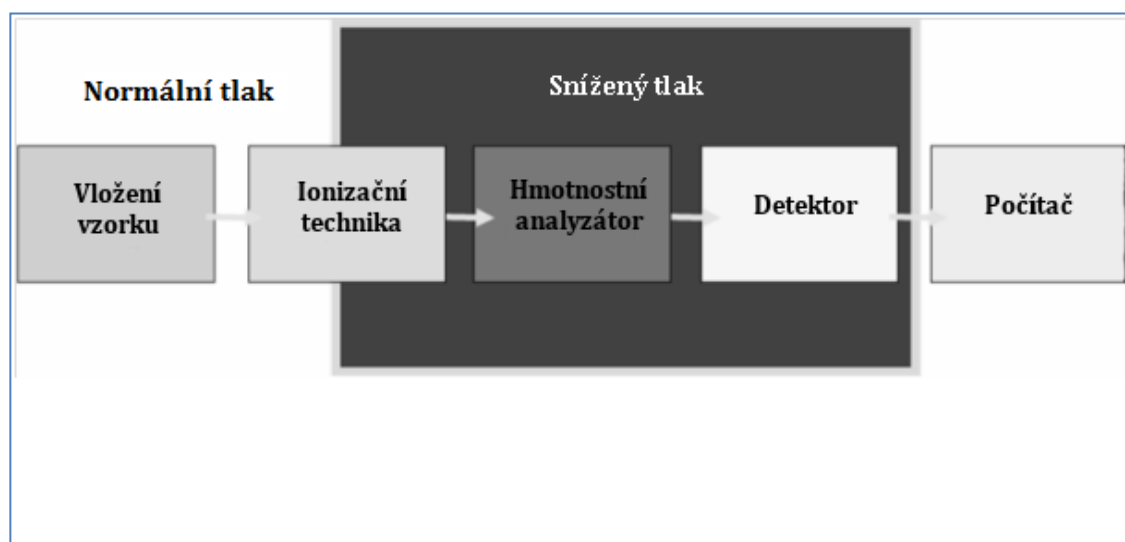 Normální tlak
Snížený tlak
Vložení
vzorku
Ionizační
technika
Hmotnostní
analyzátor
Detektor
Počítač